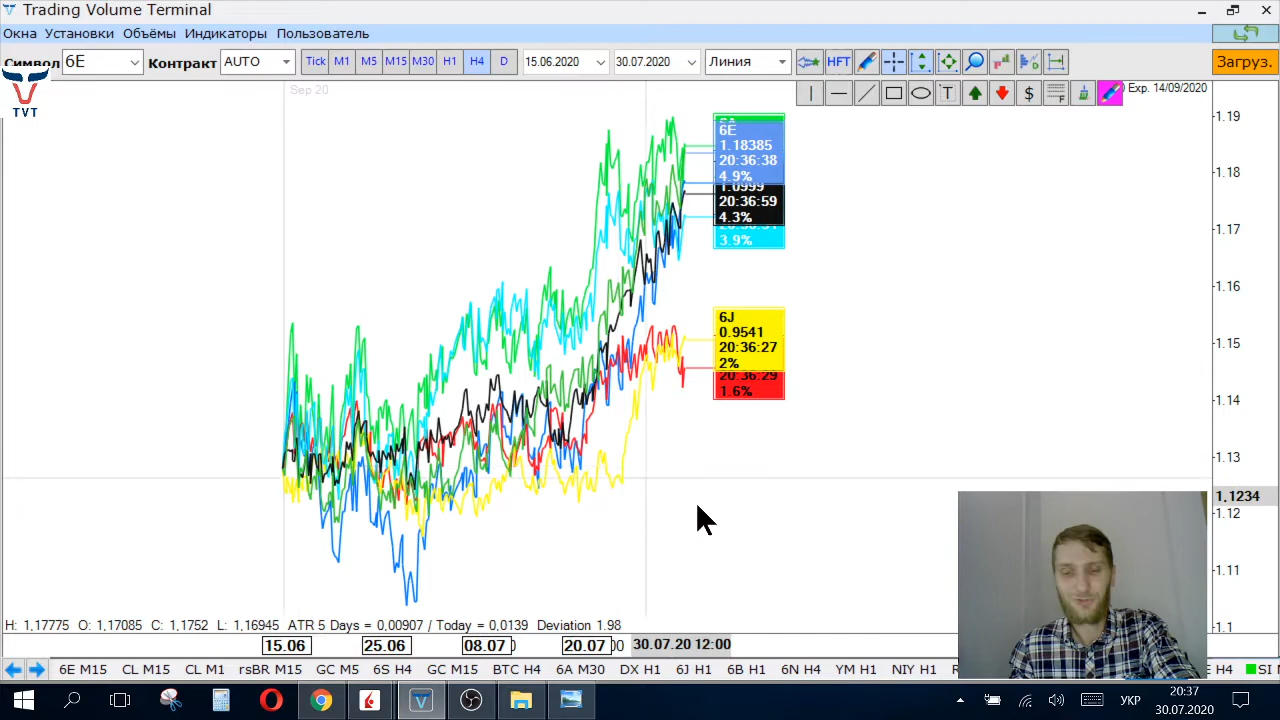 Trading Volume Terminal
Окна Установки Объёмы Индикаторы Пользователь
Символ 6E Контракт AUTO Tick M1 M5 M15 M30 H1 H4 D 15.06.2020 30.07.2020 Линия HFT Загруз.
T $ F Exp. 14/09/2020
TVT
Sep 20
6E
1.18385
20:36:38
4.9%
1.0999
20:36:59
4.3%
3.9%
6J
0.9541
20:36:27
2%
20:36:29
1.6%
1.19
1.18
1.17
1.16
1.15
1.14
1.13
1.1234
1.12
1.11
1.1
H: 1,17775 O: 1,17085 C: 1,1752 L: 1,16945 ATR 5 Days = 0,00907 / Today = 0,0139 Deviation 1.98
15.06 25.06 08.07 20.07 30.07.20 12:00
6E M15 CL M15 CL M1 rsBR M15 GC M5 6S H4 GC M15 BTC H4 6A M30 DX H1 6J H1 6B H1 6N H4 YM H1 NIY H1 E H4 SI
УКР 20:37
30.07.2020